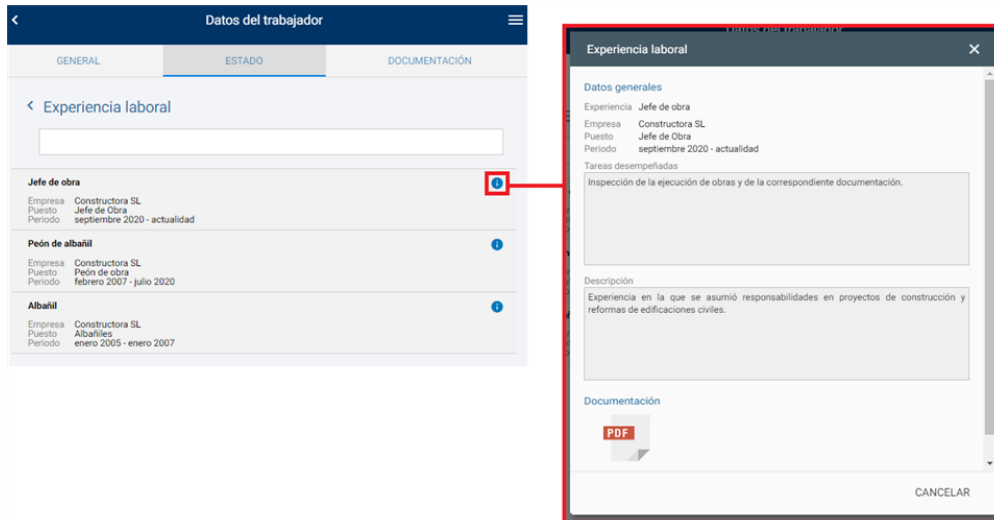 Datos del trabajador
GENERAL ESTADO DOCUMENTACIÓN
Experiencia laboral
Jefe de obra
Empresa Constructora SL
Puesto Jefe de Obra
Periodo septiembre 2020 - actualidad
Peón de albañil
Empresa Constructora SL
Puesto Peón de obra
Periodo febrero 2007 - julio 2020
Albañil
Empresa Constructora SL
Puesto Albañiles
Periodo enero 2005 - enero 2007
Datos del trabajador
Experiencia laboral
Datos generales
Experiencia Jefe de obra
Empresa Constructora SL
Puesto Jefe de Obra
Periodo septiembre 2020 - actualidad
Tareas desempeñadas
Inspección de la ejecución de obras y de la correspondiente documentación.
Descripción
Experiencia en la que se asumió responsabilidades en proyectos de construcción y
reformas de edificaciones civiles.
Documentación
PDF
CANCELAR